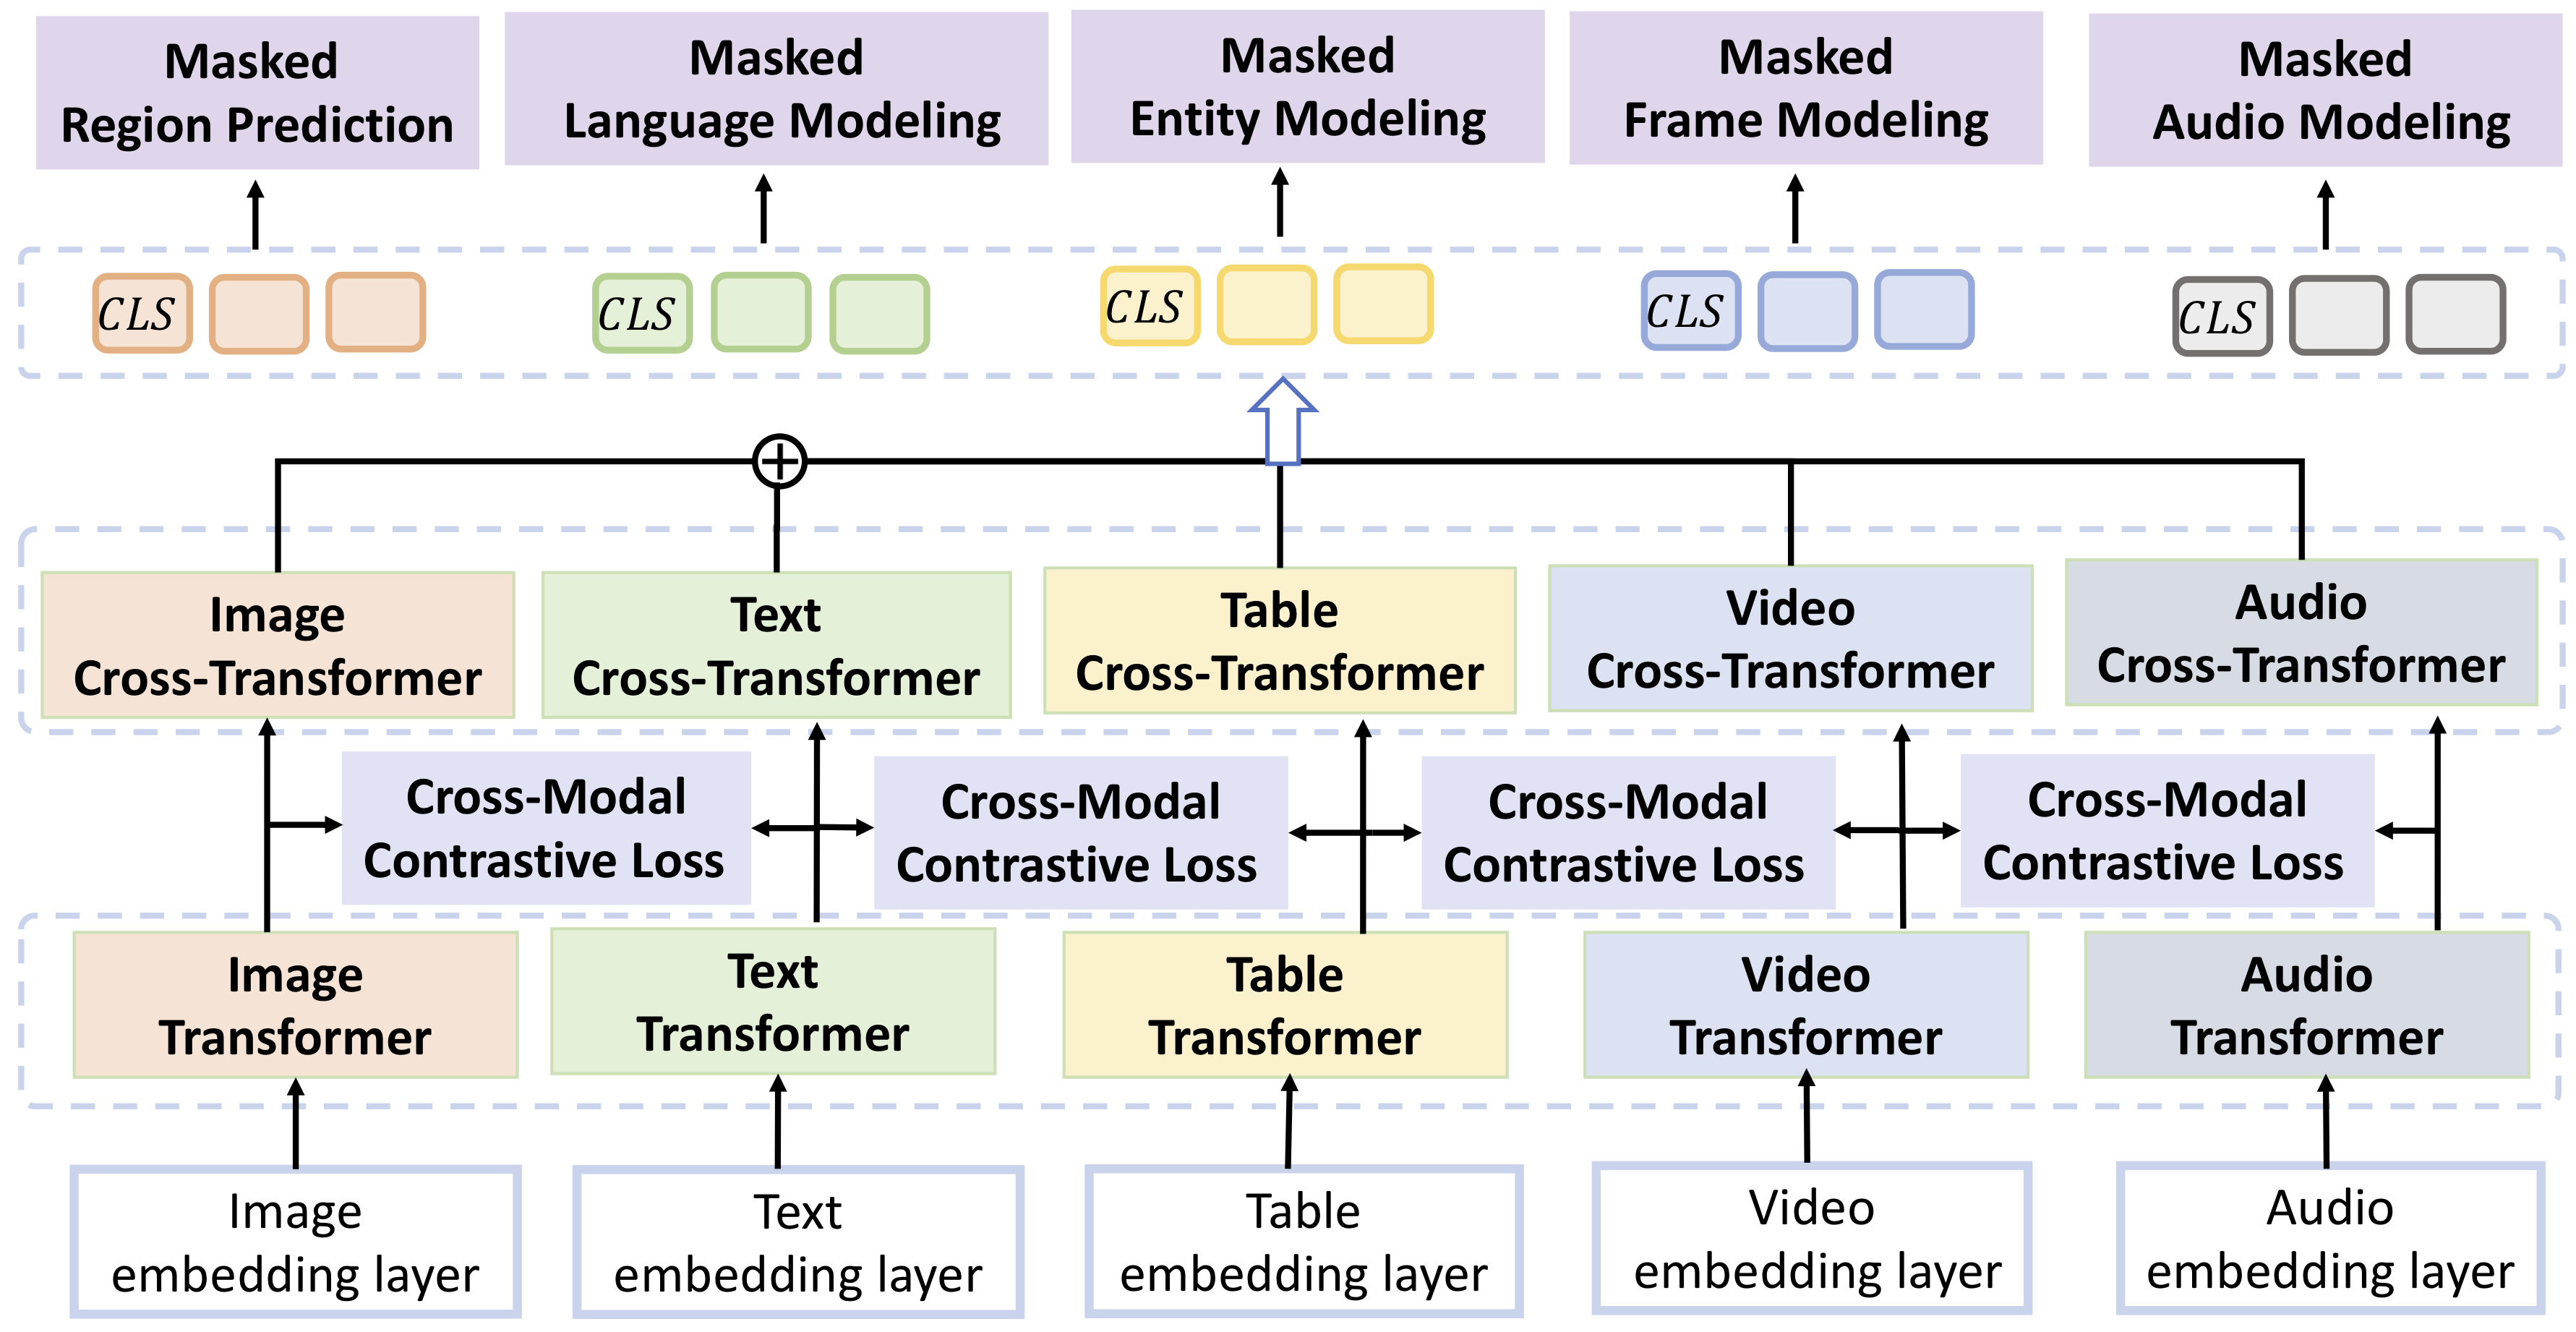 Masked
Region Prediction
Masked
Language Modeling
Masked
Entity Modeling
Masked
Frame Modeling
Masked
Audio Modeling
CLS
CLS
CLS
CLS
CLS
Image
Cross-Transformer
Text
Cross-Transformer
Table
Cross-Transformer
Video
Cross-Transformer
Audio
Cross-Transformer
Cross-Modal
Contrastive Loss
Cross-Modal
Contrastive Loss
Cross-Modal
Contrastive Loss
Cross-Modal
Contrastive Loss
Image
Transformer
Text
Transformer
Table
Transformer
Video
Transformer
Audio
Transformer
Image
embedding layer
Text
embedding layer
Table
embedding layer
Video
embedding layer
Audio
embedding layer